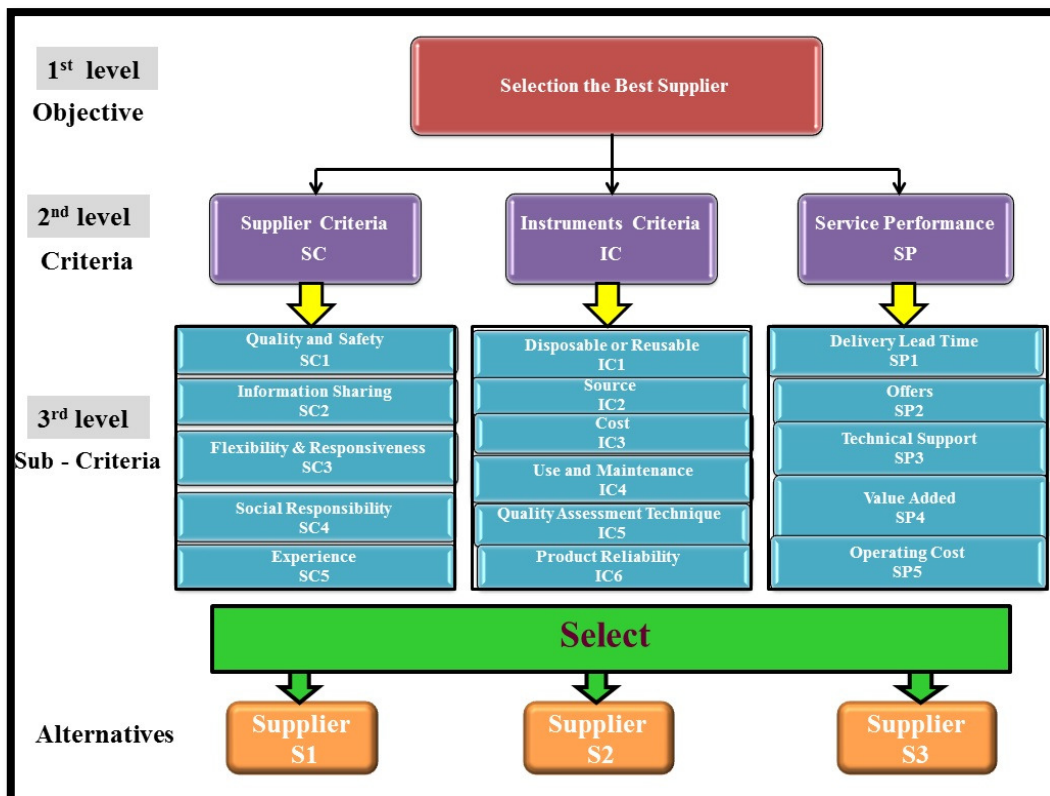 1st level
Objective
Selection the Best Supplier
2nd level
Criteria
Supplier Criteria
SC
Instruments Criteria
IC
Service Performance
SP
3rd level
Sub - Criteria
Quality and Safety
SC1
Information Sharing
SC2
Flexibility & Responsiveness
SC3
Social Responsibility
SC4
Experience
SC5
Disposable or Reusable
IC1
Source
IC2
Cost
IC3
Use and Maintenance
IC4
Quality Assessment Technique
IC5
Product Reliability
IC6
Delivery Lead Time
SP1
Offers
SP2
Technical Support
SP3
Value Added
SP4
Operating Cost
SP5
Select
Alternatives
Supplier
S1
Supplier
S2
Supplier
S3